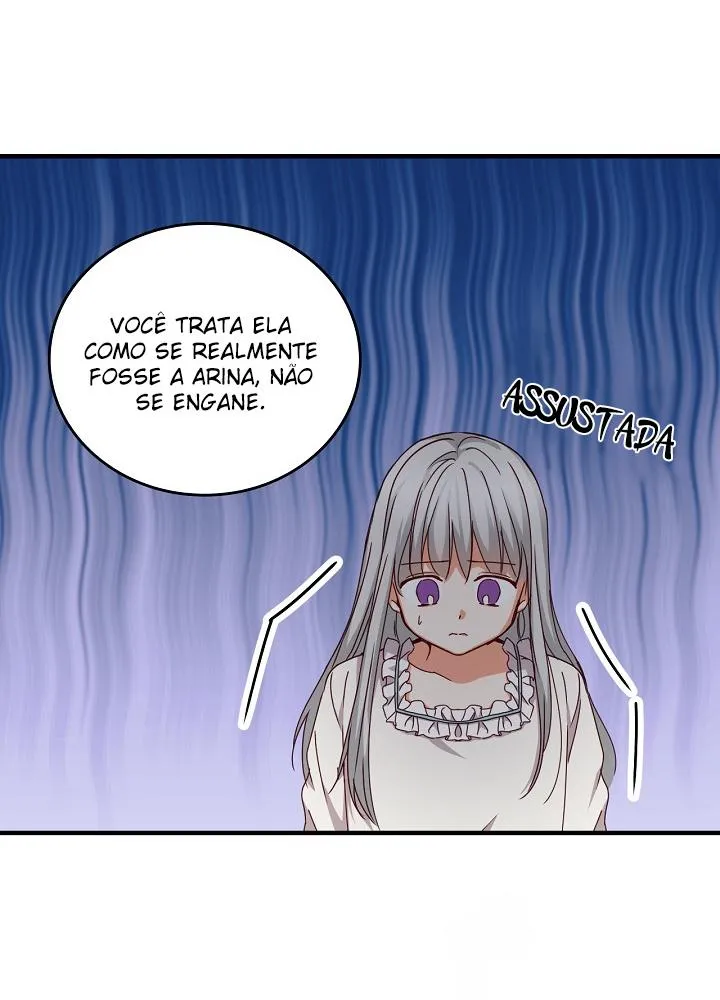 VOCÊ TRATA ELA
COMO SE REALMENTE
FOSSE A ARINA, NÃO
SE ENGANE.
ASSUSTADA